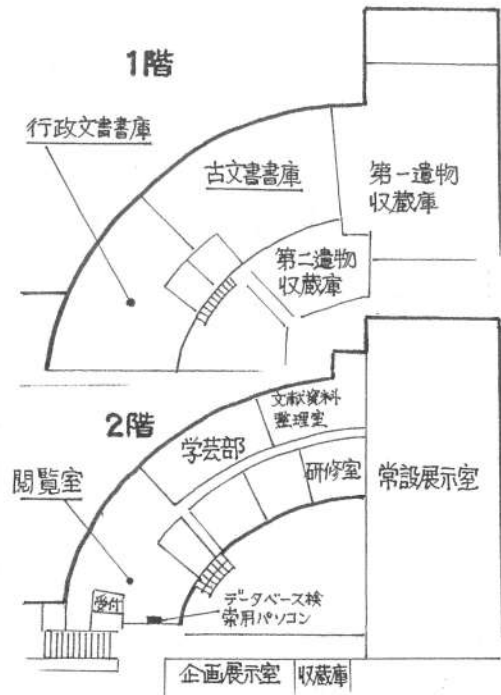 1階
行政文書書庫
古文書書庫
第一遺物
収蔵庫
第二遺物
収蔵庫
2階
文献資料
整理室
学芸部
研修室
常設展示室
閲覧室
受付
データベース検
索用パソコン
企画展示室
収蔵庫